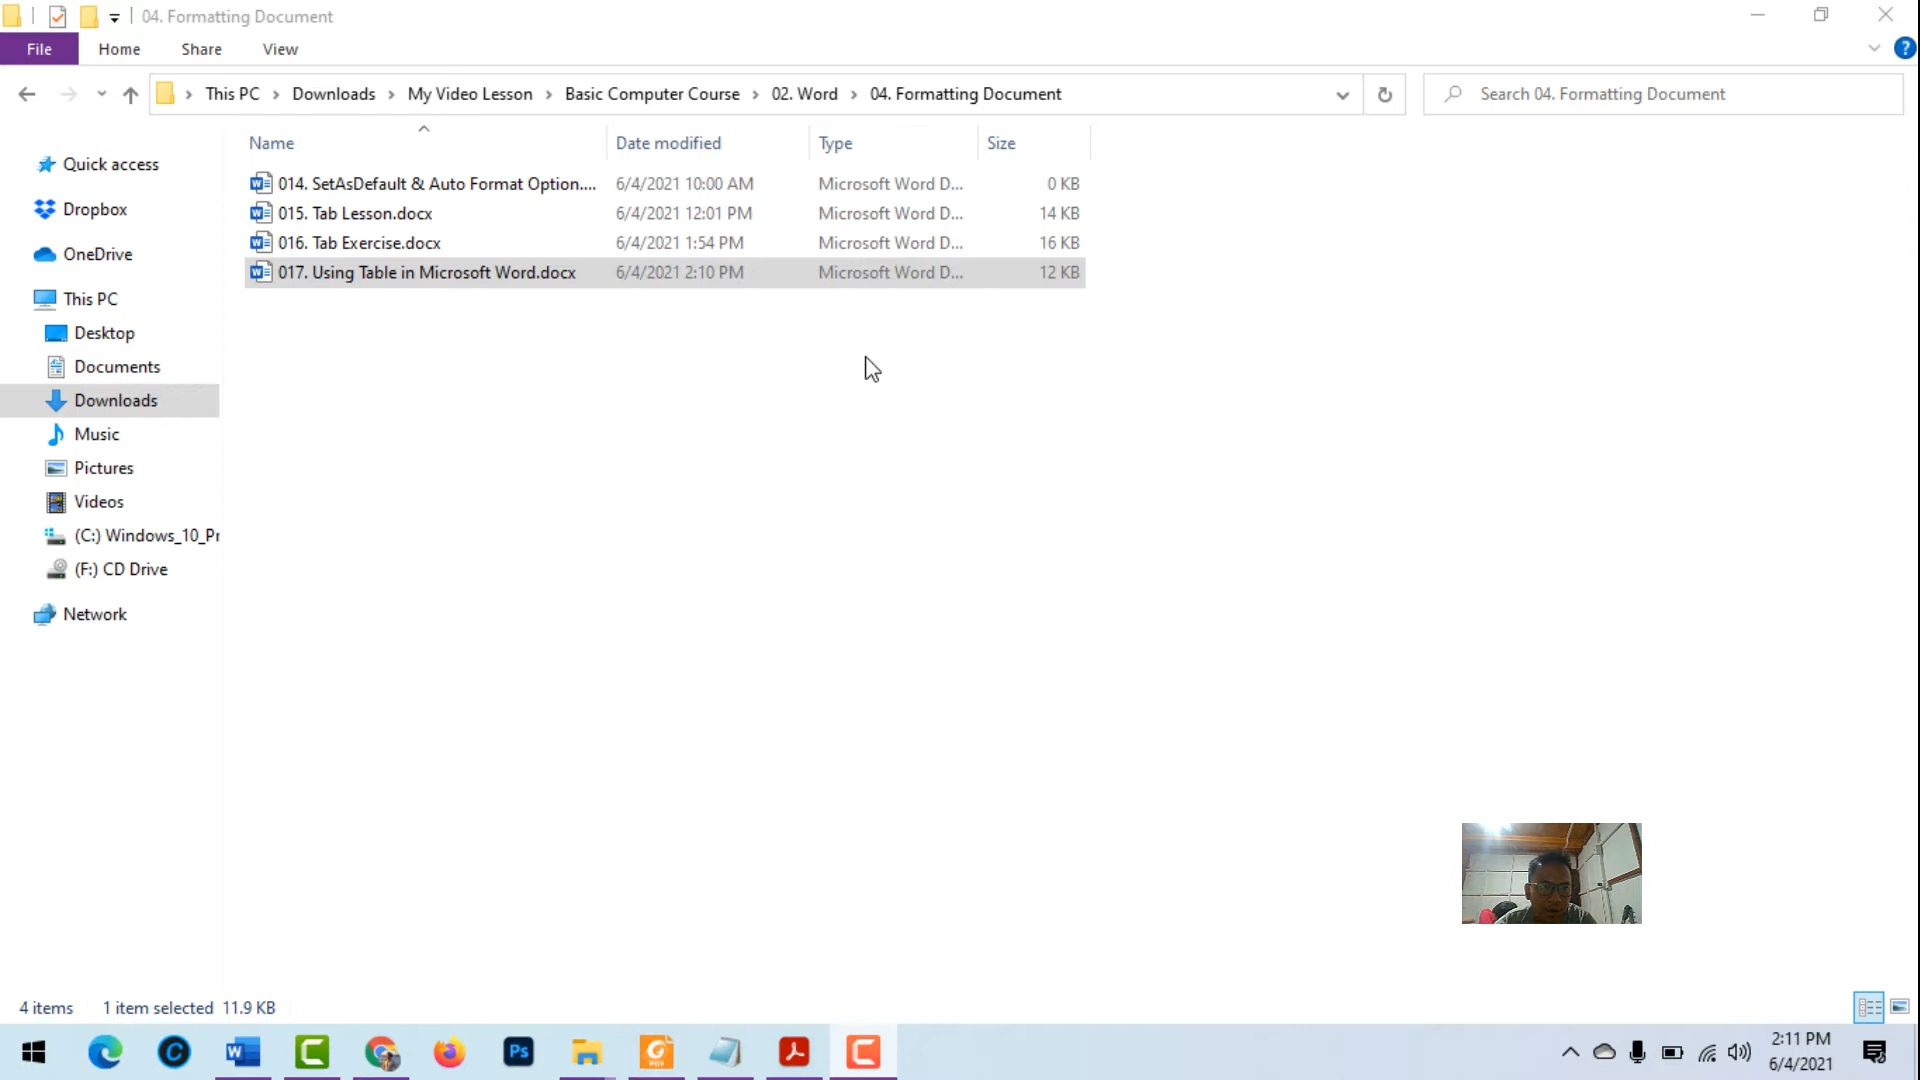 04. Formatting Document
File Home Share View
This PC Downloads My Video Lesson Basic Computer Course 02. Word 04. Formatting Document
Search 04. Formatting Document
Name Date modified Type Size
014. SetAsDefault & Auto Format Option.... 6/4/2021 10:00 AM Microsoft Word D... 0 KB
015. Tab Lesson.docx 6/4/2021 12:01 PM Microsoft Word D... 14 KB
016. Tab Exercise.docx 6/4/2021 1:54 PM Microsoft Word D... 16 KB
017. Using Table in Microsoft Word.docx 6/4/2021 2:10 PM Microsoft Word D... 12 KB
Quick access
Dropbox
OneDrive
This PC
Desktop
Documents
Downloads
Music
Pictures
Videos
(C:) Windows_10_Pr
(F:) CD Drive
Network
4 items 1 item selected 11.9 KB
Ps
2:11 PM
6/4/2021